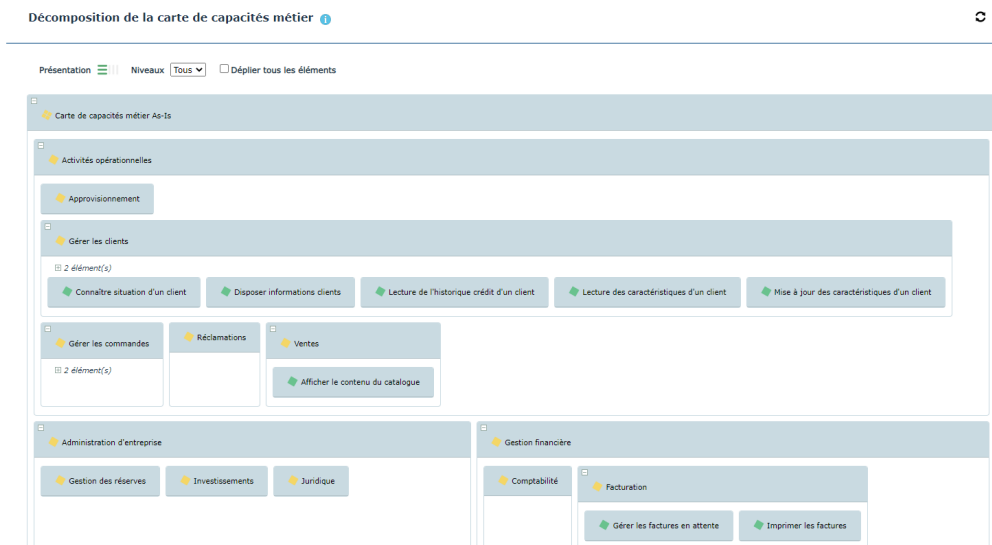 Décomposition de la carte de capacités métier
Présentation Niveaux Tous Déplier tous les éléments
Carte de capacités métier As-Is
Activités opérationnelles
Approvisionnement
Gérer les clients
2 élément(s)
Connaître situation d'un client Disposer informations clients Lecture de l'historique crédit d'un client Lecture des caractéristiques d'un client Mise à jour des caractéristiques d'un client
Gérer les commandes Réclamations Ventes
2 élément(s)
Afficher le contenu du catalogue
Administration d'entreprise Gestion financière
Gestion des réserves Investissements Juridique Comptabilité Facturation
Gérer les factures en attente Imprimer les factures